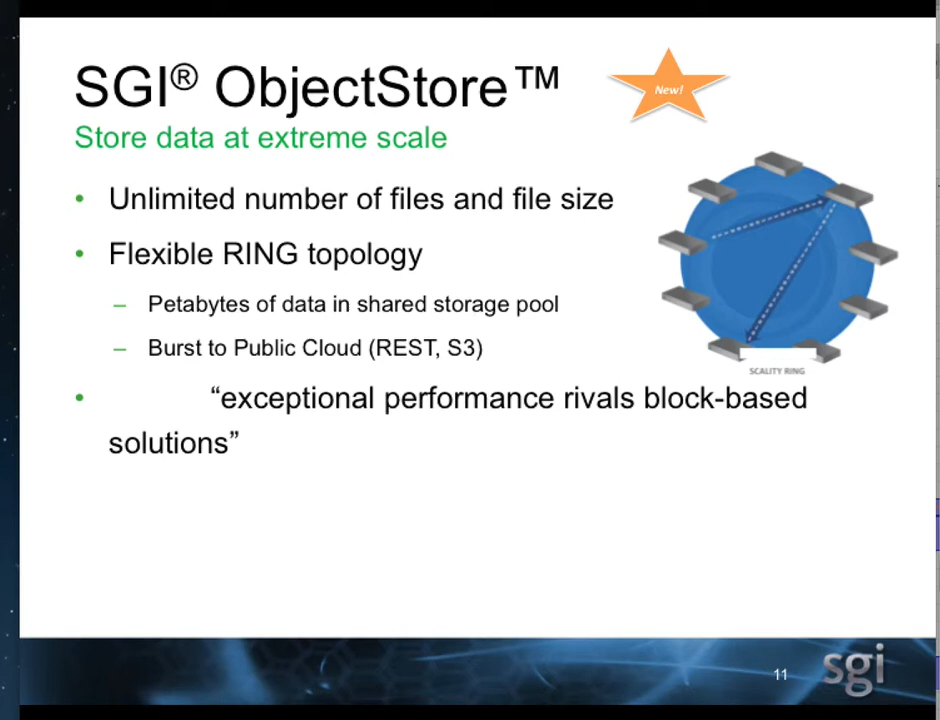 SGI® ObjectStore™
New!
Store data at extreme scale
• Unlimited number of files and file size
• Flexible RING topology
– Petabytes of data in shared storage pool
– Burst to Public Cloud (REST, S3)
SCALITY RING
• “exceptional performance rivals block-based
solutions”
11
sgi